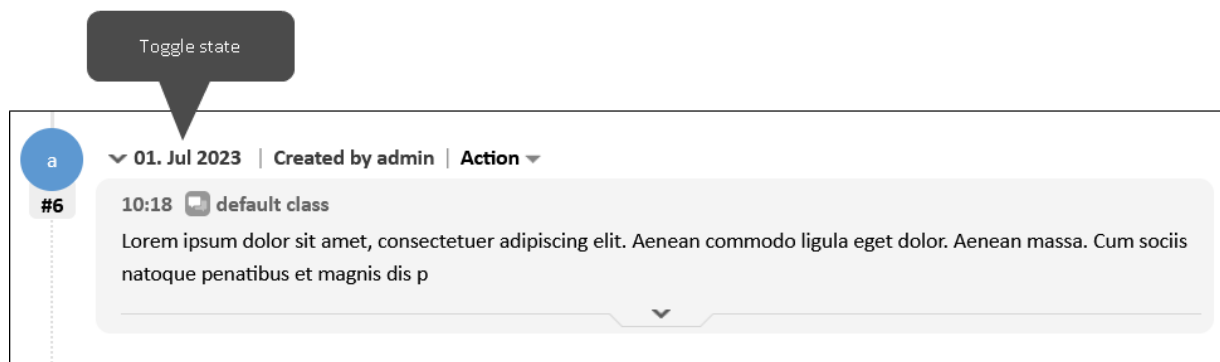 Toggle state
a
01. Jul 2023 | Created by admin | Action
#6
10:18 default class
Lorem ipsum dolor sit amet, consectetuer adipiscing elit. Aenean commodo ligula eget dolor. Aenean massa. Cum sociis
natoque penatibus et magnis dis p